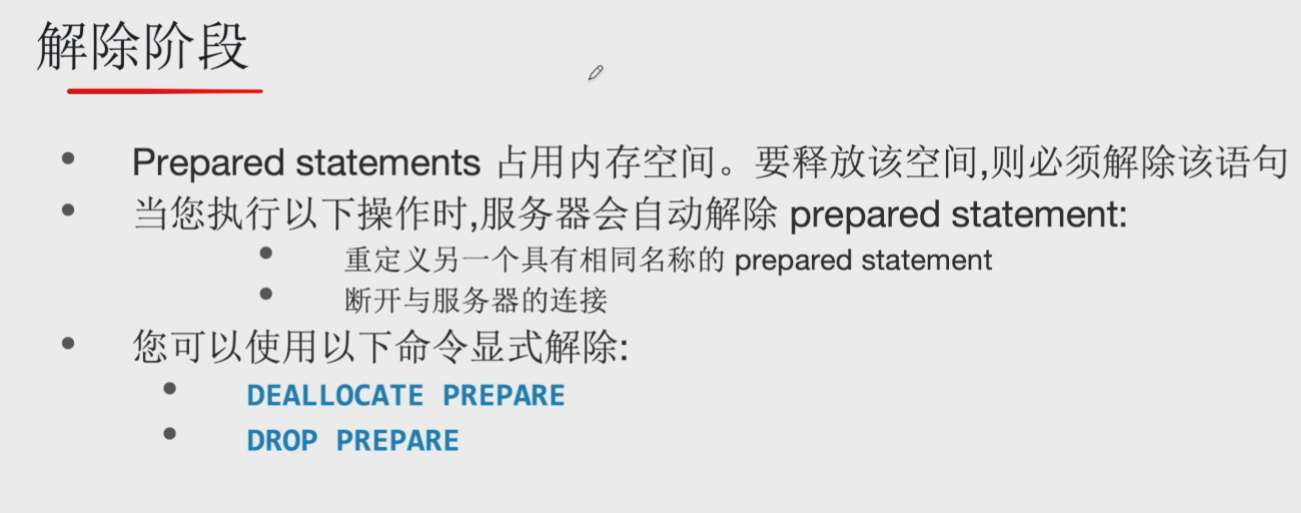 解除阶段
Prepared statements 占用内存空间。要释放该空间,则必须解除该语句
当您执行以下操作时,服务器会自动解除 prepared statement:
重定义另一个具有相同名称的 prepared statement
断开与服务器的连接
您可以使用以下命令显式解除:
DEALLOCATE PREPARE
DROP PREPARE